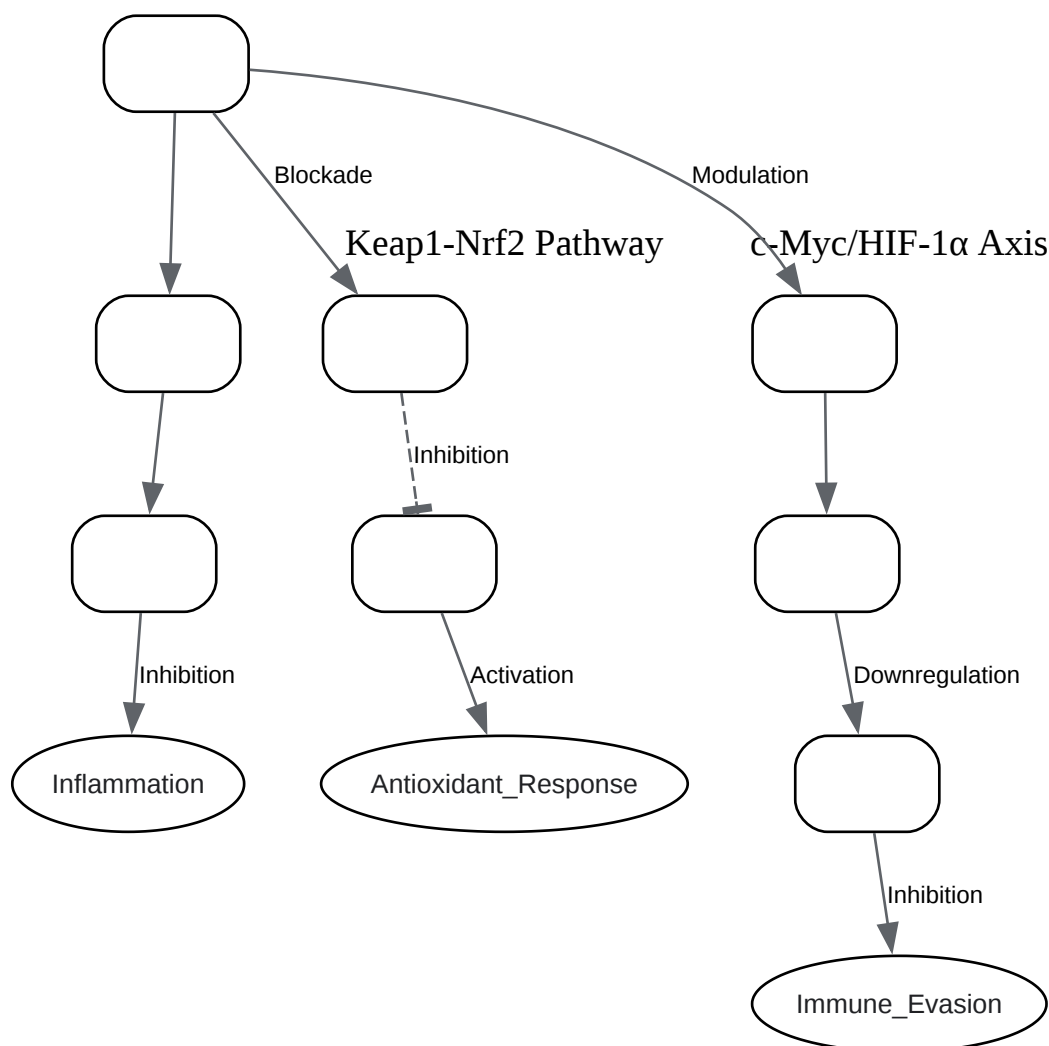 Blockade
Modulation
Keap1-Nrf2 Pathway
c-Myc/HIF-1α Axis
Inhibition
Inhibition
Activation
Downregulation
Inflammation
Antioxidant_Response
Inhibition
Immune_Evasion